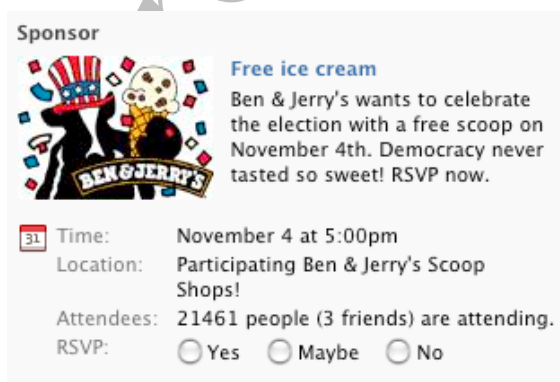 Sponsor
Free ice cream
Ben & Jerry's wants to celebrate
the election with a free scoop on
November 4th. Democracy never
tasted so sweet! RSVP now.
BEN & JERRY'S
31 Time: November 4 at 5:00pm
Location: Participating Ben & Jerry's Scoop
Shops!
Attendees: 21461 people (3 friends) are attending.
RSVP: Yes Maybe No